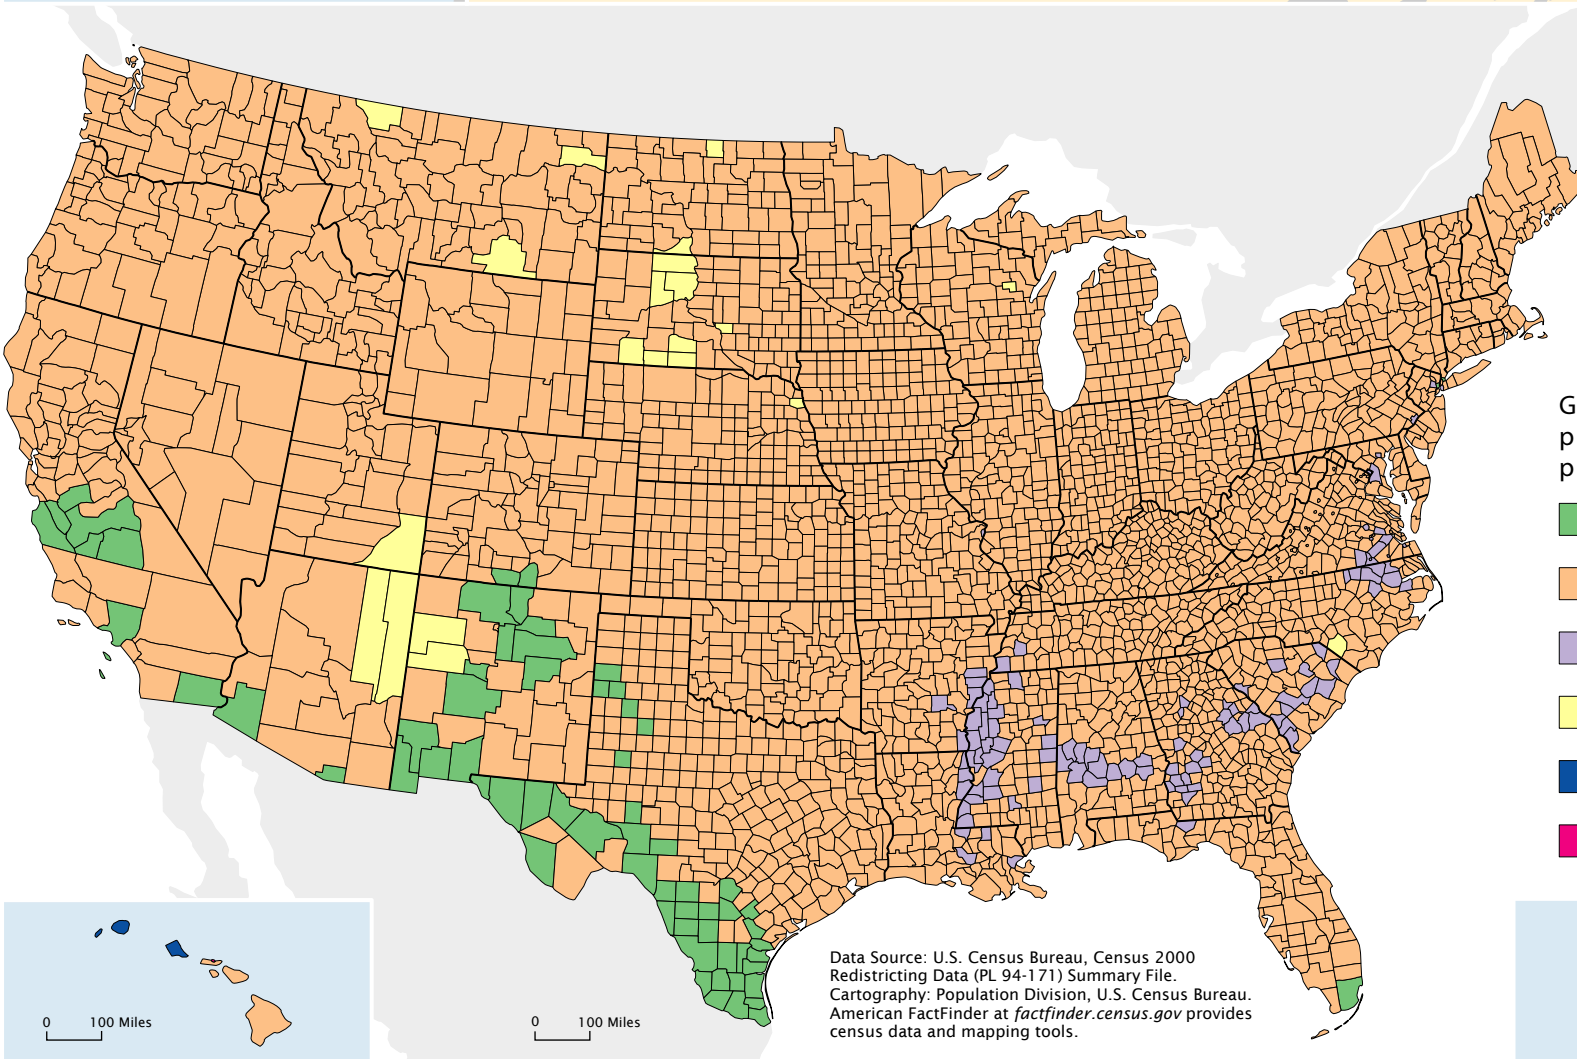 G
p
p
Data Source: U.S. Census Bureau, Census 2000
Redistricting Data (PL 94-171) Summary File.
Cartography: Population Division, U.S. Census Bureau.
American FactFinder at factfinder.census.gov provides
census data and mapping tools.
0 100 Miles
0 100 Miles